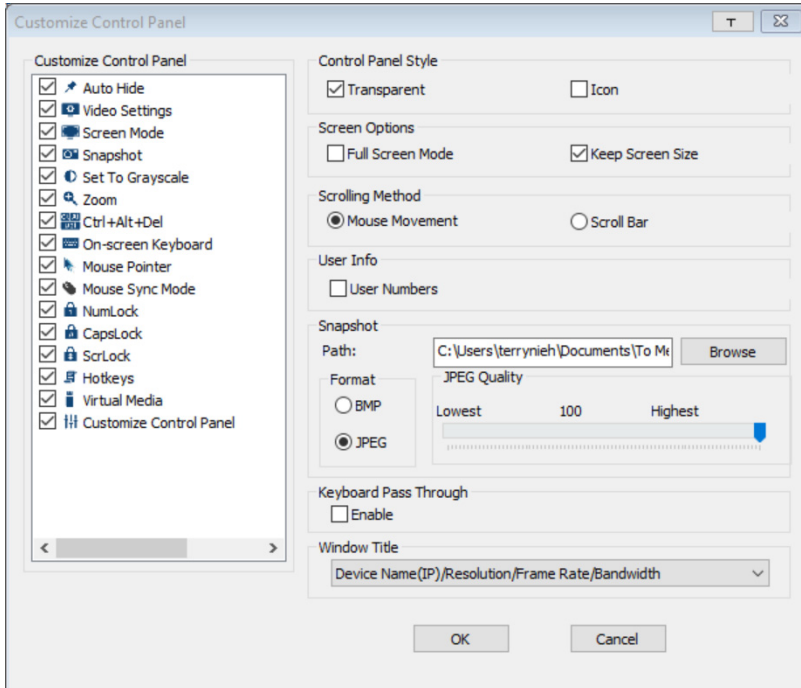 Customize Control Panel
T
Customize Control Panel
Auto Hide
Video Settings
Screen Mode
Snapshot
Set To Grayscale
Zoom
Ctrl+Alt+Del
On-screen Keyboard
Mouse Pointer
Mouse Sync Mode
NumLock
CapsLock
ScrLock
Hotkeys
Virtual Media
Customize Control Panel
Control Panel Style
Transparent Icon
Screen Options
Full Screen Mode Keep Screen Size
Scrolling Method
Mouse Movement Scroll Bar
User Info
User Numbers
Snapshot
Path: C:\Users\terrynieh\Documents\To Me Browse
Format
BMP
JPEG
JPEG Quality
Lowest 100 Highest
Keyboard Pass Through
Enable
Window Title
Device Name(IP)/Resolution/Frame Rate/Bandwidth
OK Cancel